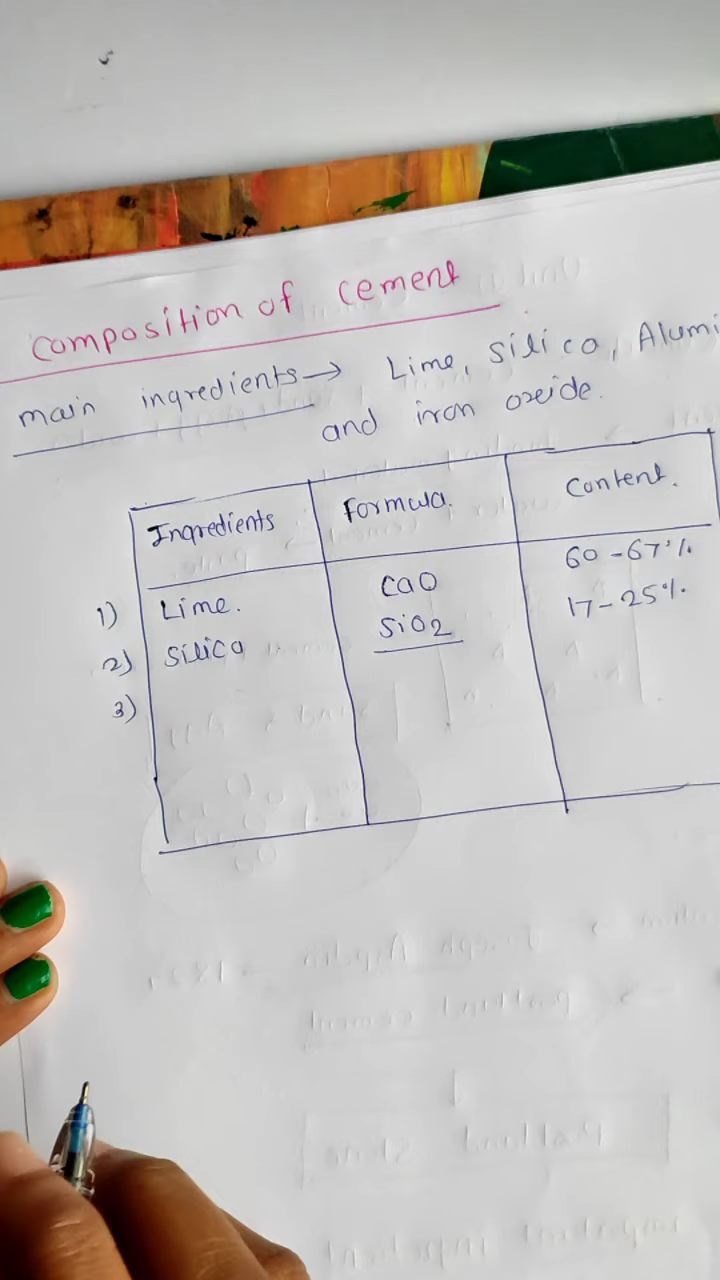 Composition of cement
main ingredients → Lime, Silica, Alumi
and iron oxeide.
Ingredients Formula. Content.
1) Lime. CaO 60-67%
2) Silica SiO2 17-25%
3)